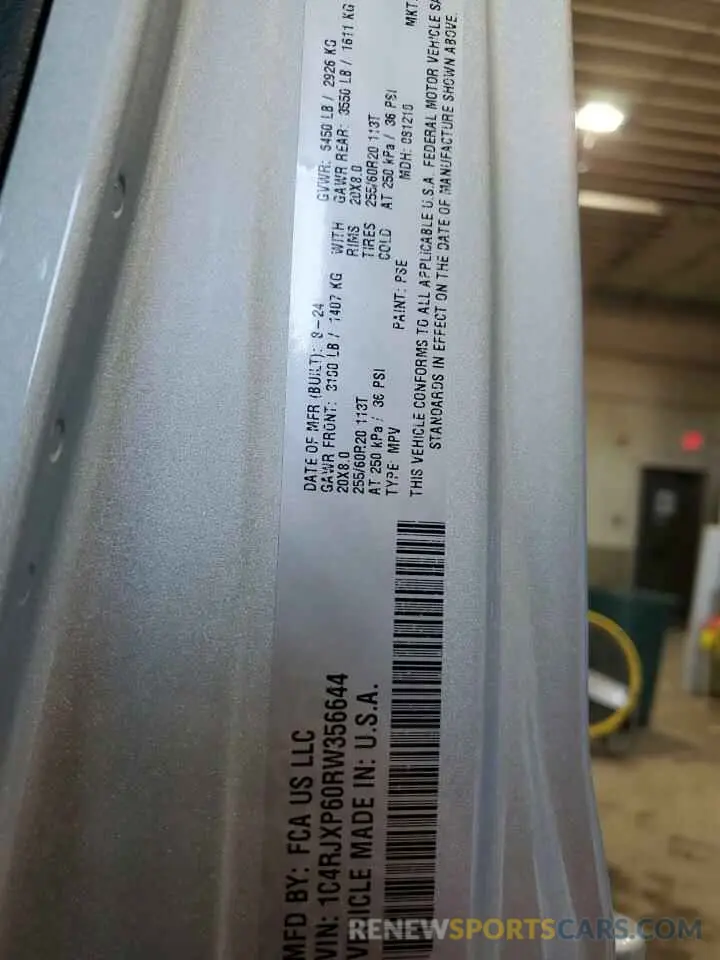 MFD BY: FCA US LLC
VIN: 1C4RJXP60RW356644
VEHICLE MADE IN: U.S.A.
DATE OF MFR (BUILT): 8-24
GVWR: 6450 LB / 2926 KG
GAWR FRONT: 3100 LB / 1407 KG WITH GAWR REAR: 3550 LB / 1611 KG
20X8.0 RIMS 20X8.0
255/60R20 113T TIRES 255/60R20 113T
AT 250 kPa / 36 PSI COLD AT 250 kPa / 36 PSI
TYPE: MPV PAINT: PSE MDH: 081210 MKT:
THIS VEHICLE CONFORMS TO ALL APPLICABLE U.S.A. FEDERAL MOTOR VEHICLE
STANDARDS IN EFFECT ON THE DATE OF MANUFACTURE SHOWN ABOVE.
RENEWSPORTSCARS.COM